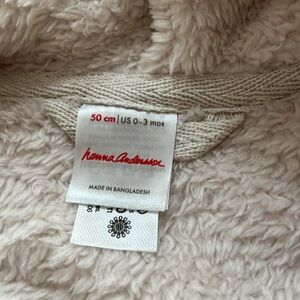 50 cm | US 0-3 mos
hanna andersson
MADE IN BANGLADESH